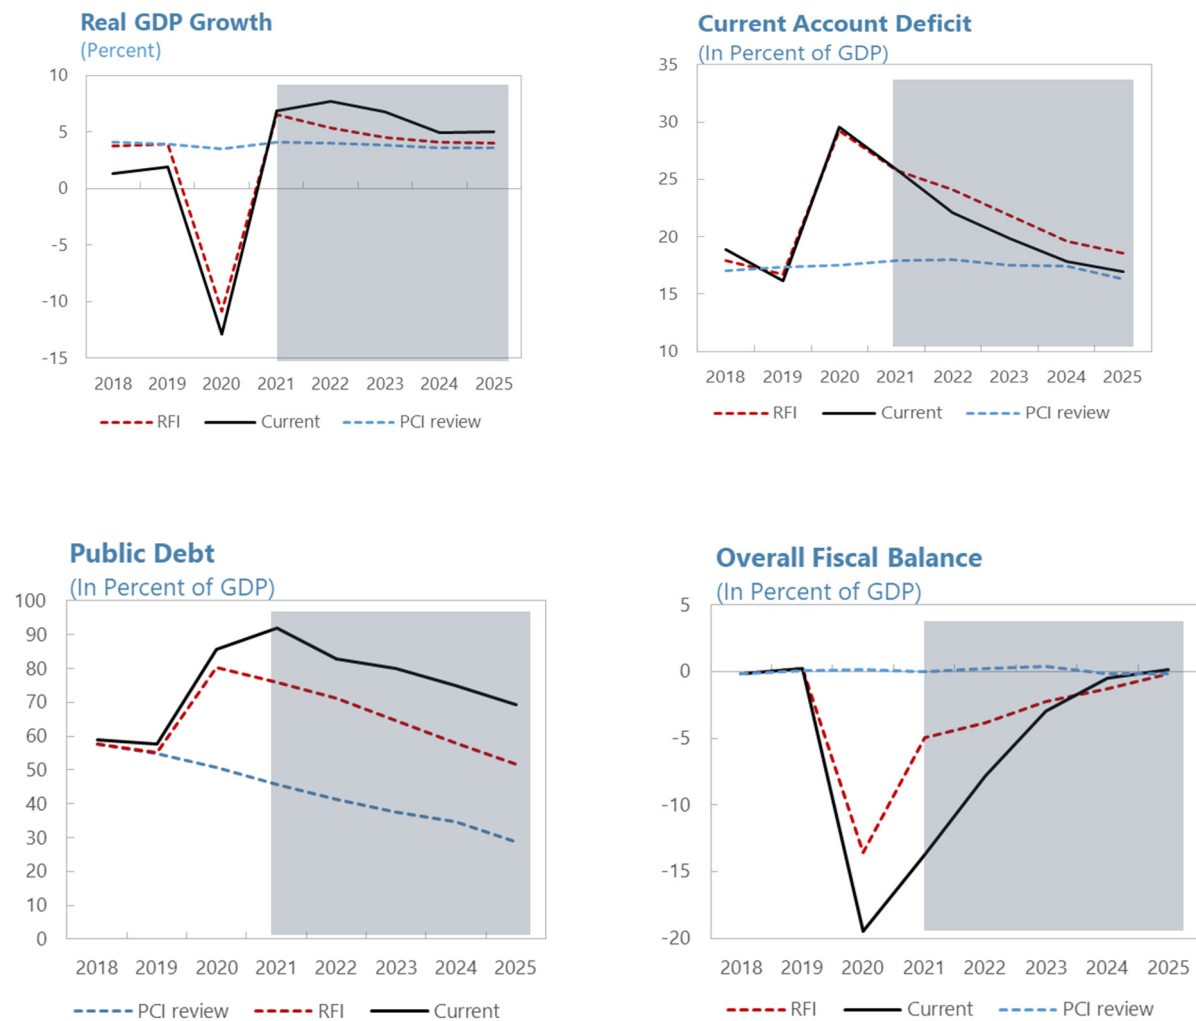 Real GDP Growth
(Percent)
10
5
0
-5
-10
-15
2018 2019 2020 2021 2022 2023 2024 2025
RFI Current PCI review
Current Account Deficit
(In Percent of GDP)
35
30
25
20
15
10
2018 2019 2020 2021 2022 2023 2024 2025
RFI Current PCI review
Public Debt
(In Percent of GDP)
100
90
80
70
60
50
40
30
20
10
0
2018 2019 2020 2021 2022 2023 2024 2025
PCI review RFI Current
Overall Fiscal Balance
(In Percent of GDP)
5
0
-5
-10
-15
-20
2018 2019 2020 2021 2022 2023 2024 2025
RFI Current PCI review